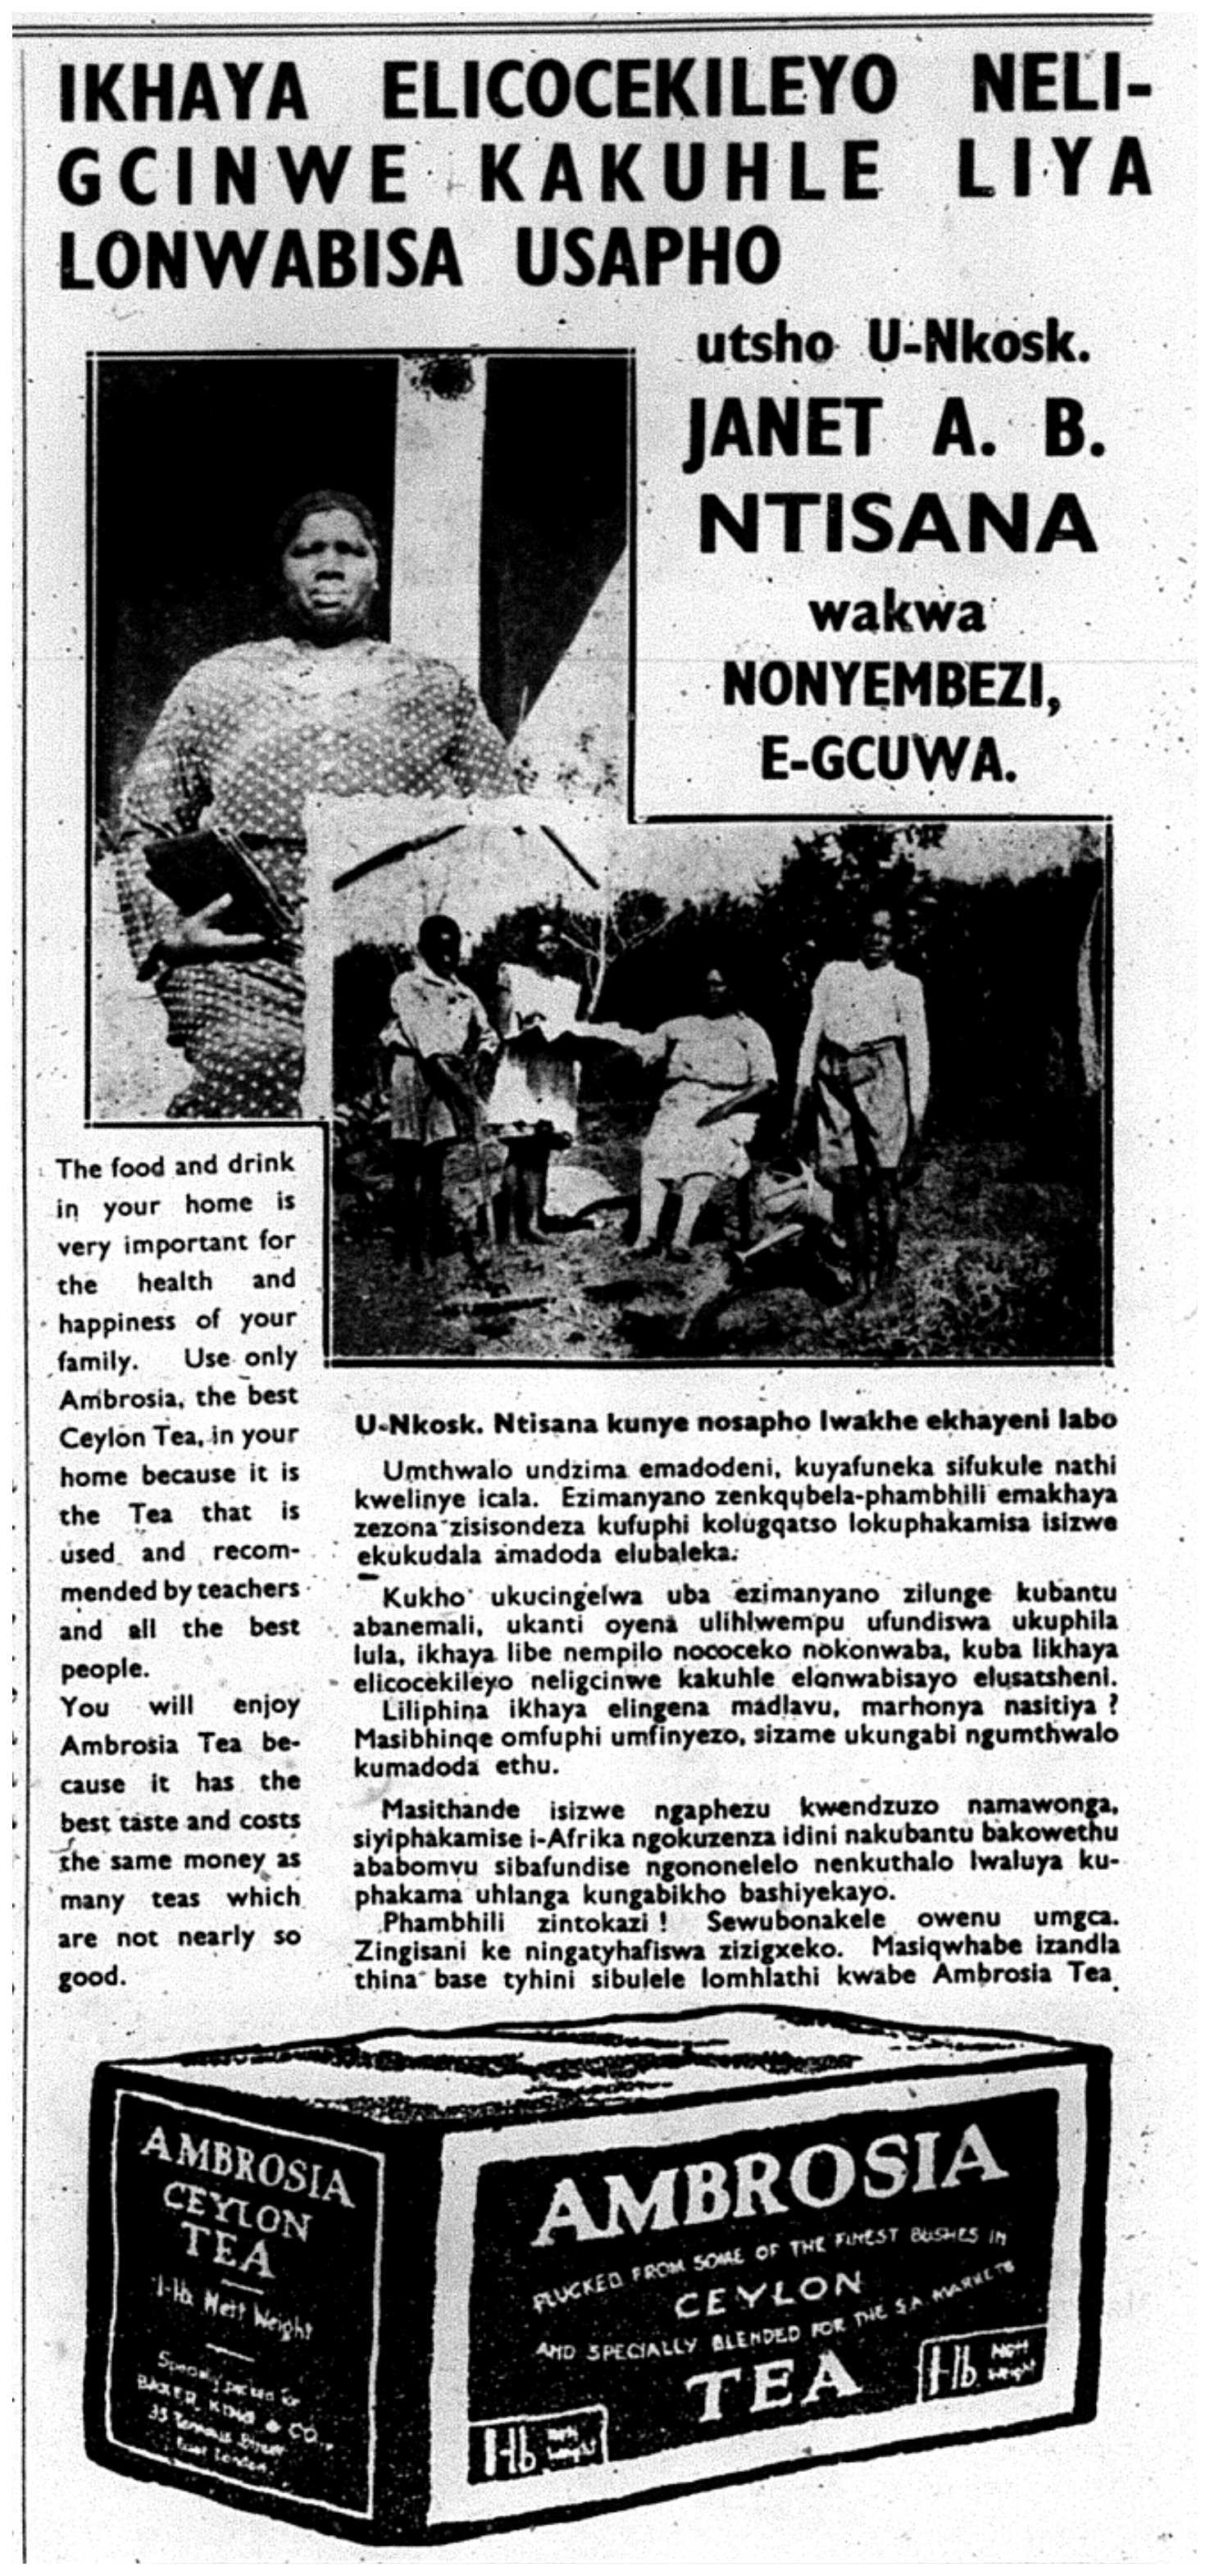 IKHAYA ELICOCEKILEYO NELI-
GCINWE KAKUHLE LIYA
LONWABISA USAPHO
utsho U-Nkosk.
JANET A. B.
NTISANA
wakwa
NONYEMBEZI,
E-GCUWA.
The food and drink
in your home is
very important for
the health and
happiness of your
family. Use only
Ambrosia, the best
Ceylon Tea, in your
home because it is
the Tea that is
used and recom-
mended by teachers
and all the best
people.
You will enjoy
Ambrosia Tea be-
cause it has the
best taste and costs
the same money as
many teas which
are not nearly so
good.
U-Nkosk. Ntisana kunye nosapho lwakhe ekhayeni labo
Umthwalo undzima emadodeni, kuyafuneka sifukule nathi
kwelinye icala. Ezimanyano zenkqubela-phambhili emakhaya
zezona zisisondeza kufuphi kolugqatso lokuphakamisa isizwe
ekukudala amadoda elubaleka.
Kukho ukucingelwa uba ezimanyano zilunge kubantu
abanemali, ukanti oyena ulihlwempu ufundiswa ukuphila
lula, ikhaya libe nempilo nococeko nokonwaba, kuba likhaya
elicocekileyo neligcinwe kakuhle elonwabisayo elusatsheni.
Liliphina ikhaya elingena madlavu, marhonya nasitiya ?
Masibhinqe omfuphi umfinyezo, sizame ukungabi ngumthwalo
kumadoda ethu.
Masithande isizwe ngaphezu kwendzuzo namawonga,
siyiphakamise i-Afrika ngokuzenza idini nakubantu bakowethu
ababomvu sibafundise ngononelelo nenkuthalo lwaluya ku-
phakama uhlanga kungabikho bashiyekayo.
Phambhili zintokazi ! Sewubonakele owenu umgca.
Zingisani ke ningatyhafiswa zizigxeko. Masiqwhabe izandla
thina base tyhini sibulele lomhlathi kwabe Ambrosia Tea.
AMBROSIA
CEYLON
TEA
1-lb Nett Weight
Specially packed for
BAKER, KING & CO.
35 Street
East London
AMBROSIA
PLUCKED FROM SOME OF THE FINEST BUSHES IN
CEYLON
AND SPECIALLY BLENDED FOR THE S.A. MARKETS
TEA
1-lb Nett Weight
1-lb Nett Weight